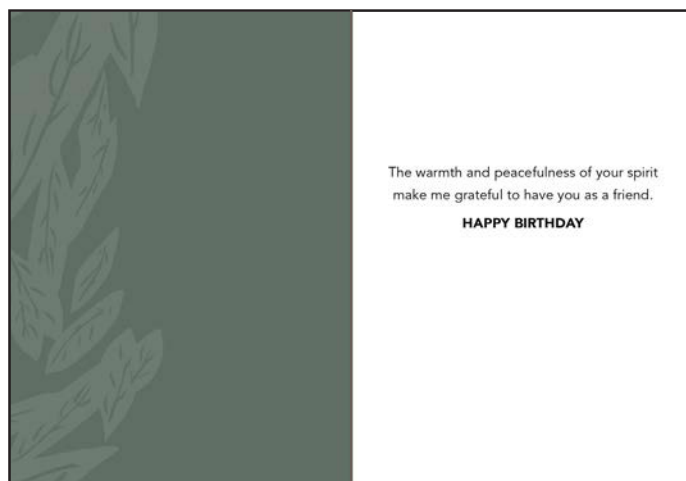 The warmth and peacefulness of your spirit
make me grateful to have you as a friend.
HAPPY BIRTHDAY